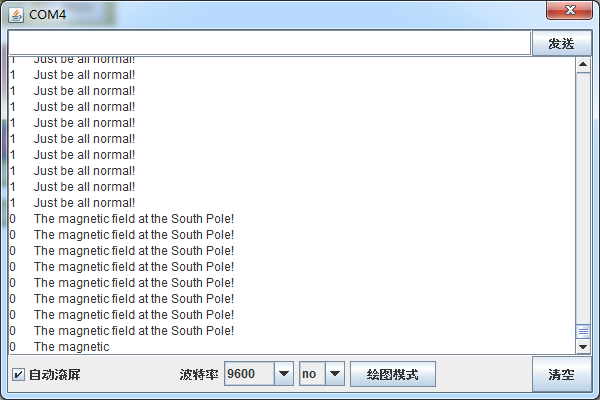 COM4
发送
1 Just be all normal!
1 Just be all normal!
1 Just be all normal!
1 Just be all normal!
1 Just be all normal!
1 Just be all normal!
1 Just be all normal!
1 Just be all normal!
1 Just be all normal!
1 Just be all normal!
0 The magnetic field at the South Pole!
0 The magnetic field at the South Pole!
0 The magnetic field at the South Pole!
0 The magnetic field at the South Pole!
0 The magnetic field at the South Pole!
0 The magnetic field at the South Pole!
0 The magnetic field at the South Pole!
0 The magnetic field at the South Pole!
0 The magnetic
自动滚屏 波特率 9600 no 绘图模式 清空